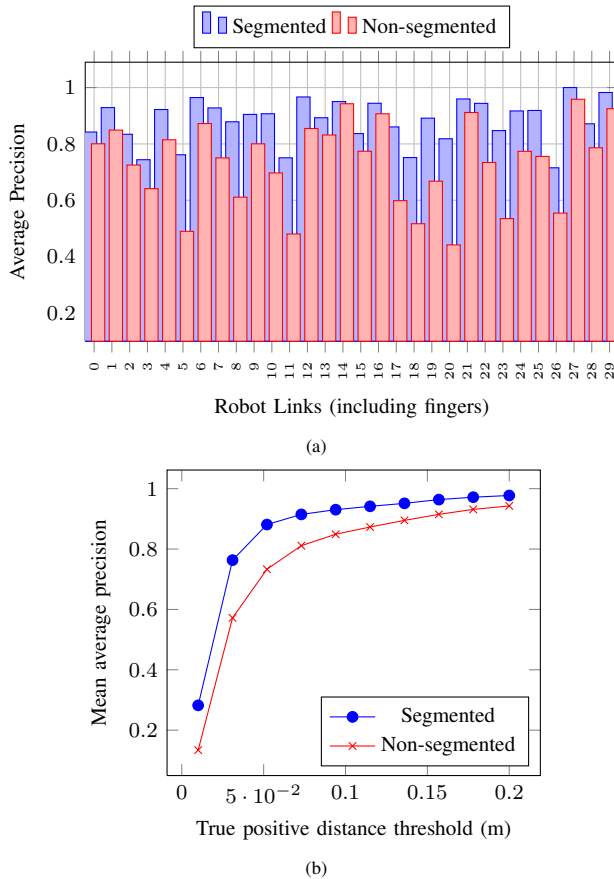 Segmented Non-segmented
1
0.8
0.6
0.4
0.2
Average Precision
0 1 2 3 4 5 6 7 8 9 10 11 12 13 14 15 16 17 18 19 20 21 22 23 24 25 26 27 28 29
Robot Links (including fingers)
(a)
1
0.8
0.6
0.4
0.2
Mean average precision
Segmented
Non-segmented
0 5 · 10⁻² 0.1 0.15 0.2
True positive distance threshold (m)
(b)